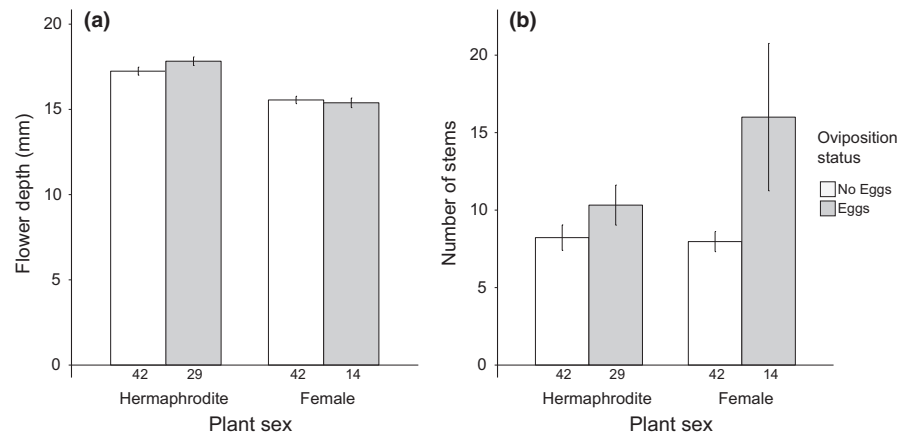 (a)
20
15
10
5
0
Flower depth (mm)
42 29 42 14
Hermaphrodite Female
Plant sex
(b)
20
15
10
5
0
Number of stems
42 29 42 14
Hermaphrodite Female
Plant sex
Oviposition
status
No Eggs
Eggs